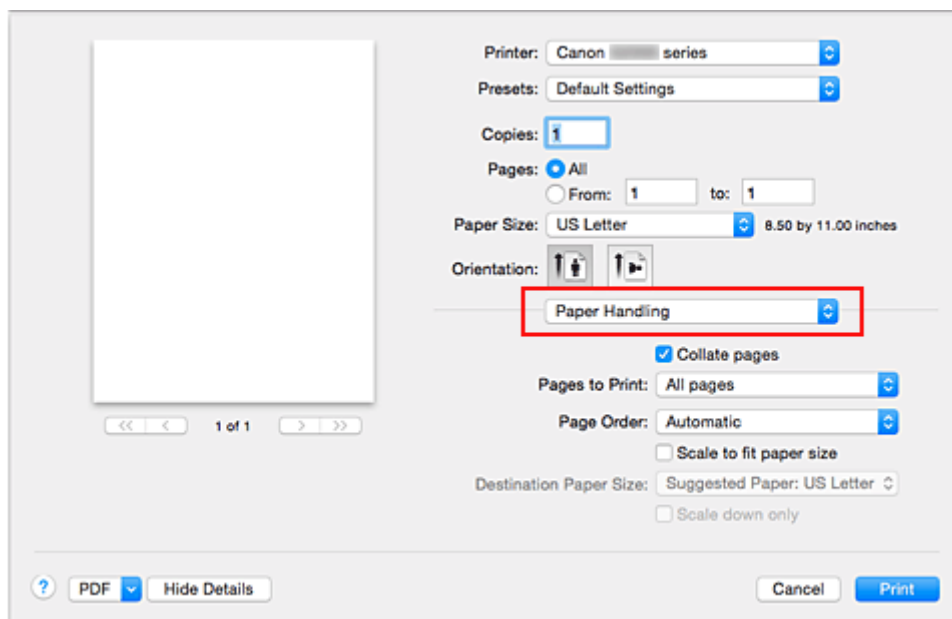 Printer: Canon series
Presets: Default Settings
Copies: 1
Pages: All
From: 1 to: 1
Paper Size: US Letter 8.50 by 11.00 inches
Orientation:
Paper Handling
Collate pages
Pages to Print: All pages
1 of 1
Page Order: Automatic
Scale to fit paper size
Destination Paper Size: Suggested Paper: US Letter
Scale down only
? PDF Hide Details Cancel Print